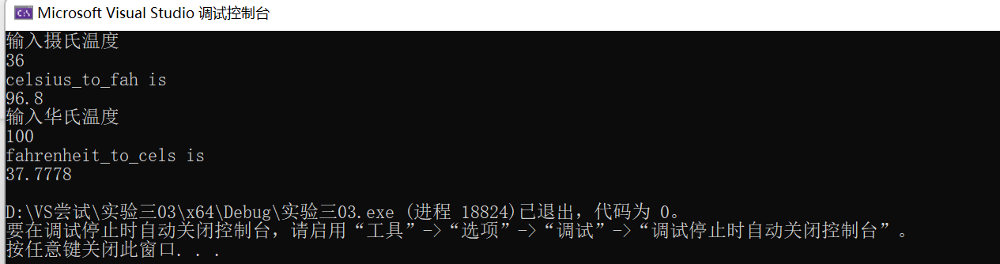 Microsoft Visual Studio 调试控制台
输入摄氏温度
36
celsius_to_fah is
96.8
输入华氏温度
100
fahrenheit_to_cels is
37.7778
D:\VS尝试\实验三03\x64\Debug\实验三03.exe (进程 18824)已退出，代码为 0。
要在调试停止时自动关闭控制台，请启用“工具”->“选项”->“调试”->“调试停止时自动关闭控制台”。
按任意键关闭此窗口. . .